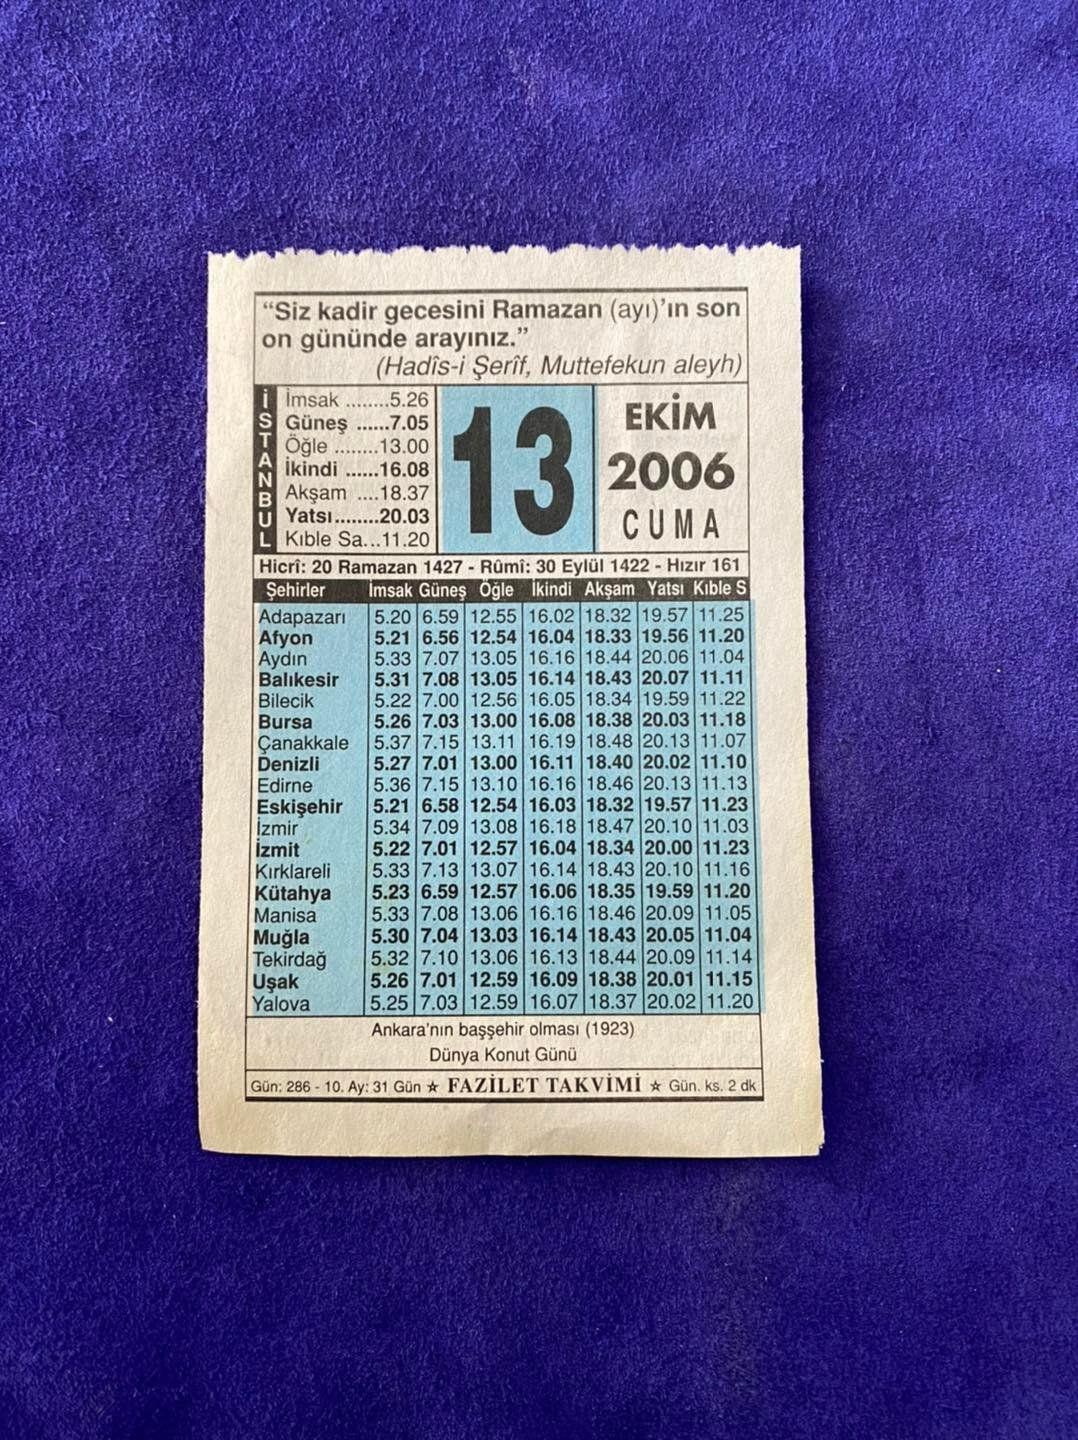 “Siz kadir gecesini Ramazan (ayı)’ın son
on gününde arayınız.”
(Hadîs-i Şerîf, Muttefekun aleyh)
İSTANBUL
İmsak ........5.26
Güneş ......7.05
Öğle ........13.00
İkindi ......16.08
Akşam ....18.37
Yatsı........20.03
Kıble Sa...11.20
13
EKİM
2006
CUMA
Hicrî: 20 Ramazan 1427 - Rûmî: 30 Eylül 1422 - Hızır 161
Şehirler İmsak Güneş Öğle İkindi Akşam Yatsı Kıble S
Adapazarı 5.20 6.59 12.55 16.02 18.32 19.57 11.25
Afyon 5.21 6.56 12.54 16.04 18.33 19.56 11.20
Aydın 5.33 7.07 13.05 16.16 18.44 20.06 11.04
Balıkesir 5.31 7.08 13.05 16.14 18.43 20.07 11.11
Bilecik 5.22 7.00 12.56 16.05 18.34 19.59 11.22
Bursa 5.26 7.03 13.00 16.08 18.38 20.03 11.18
Çanakkale 5.37 7.15 13.11 16.19 18.48 20.13 11.07
Denizli 5.27 7.01 13.00 16.11 18.40 20.02 11.10
Edirne 5.36 7.15 13.10 16.16 18.46 20.13 11.13
Eskişehir 5.21 6.58 12.54 16.03 18.32 19.57 11.23
İzmir 5.34 7.09 13.08 16.18 18.47 20.10 11.03
İzmit 5.22 7.01 12.57 16.04 18.34 20.00 11.23
Kırklareli 5.33 7.13 13.07 16.14 18.43 20.10 11.16
Kütahya 5.23 6.59 12.57 16.06 18.35 19.59 11.20
Manisa 5.33 7.08 13.06 16.16 18.46 20.09 11.05
Muğla 5.30 7.04 13.03 16.14 18.43 20.05 11.04
Tekirdağ 5.32 7.10 13.06 16.13 18.44 20.09 11.14
Uşak 5.26 7.01 12.59 16.09 18.38 20.01 11.15
Yalova 5.25 7.03 12.59 16.07 18.37 20.02 11.20
Ankara’nın başşehir olması (1923)
Dünya Konut Günü
Gün: 286 - 10. Ay: 31 Gün ☆ FAZİLET TAKVİMİ ☆ Gün. ks. 2 dk